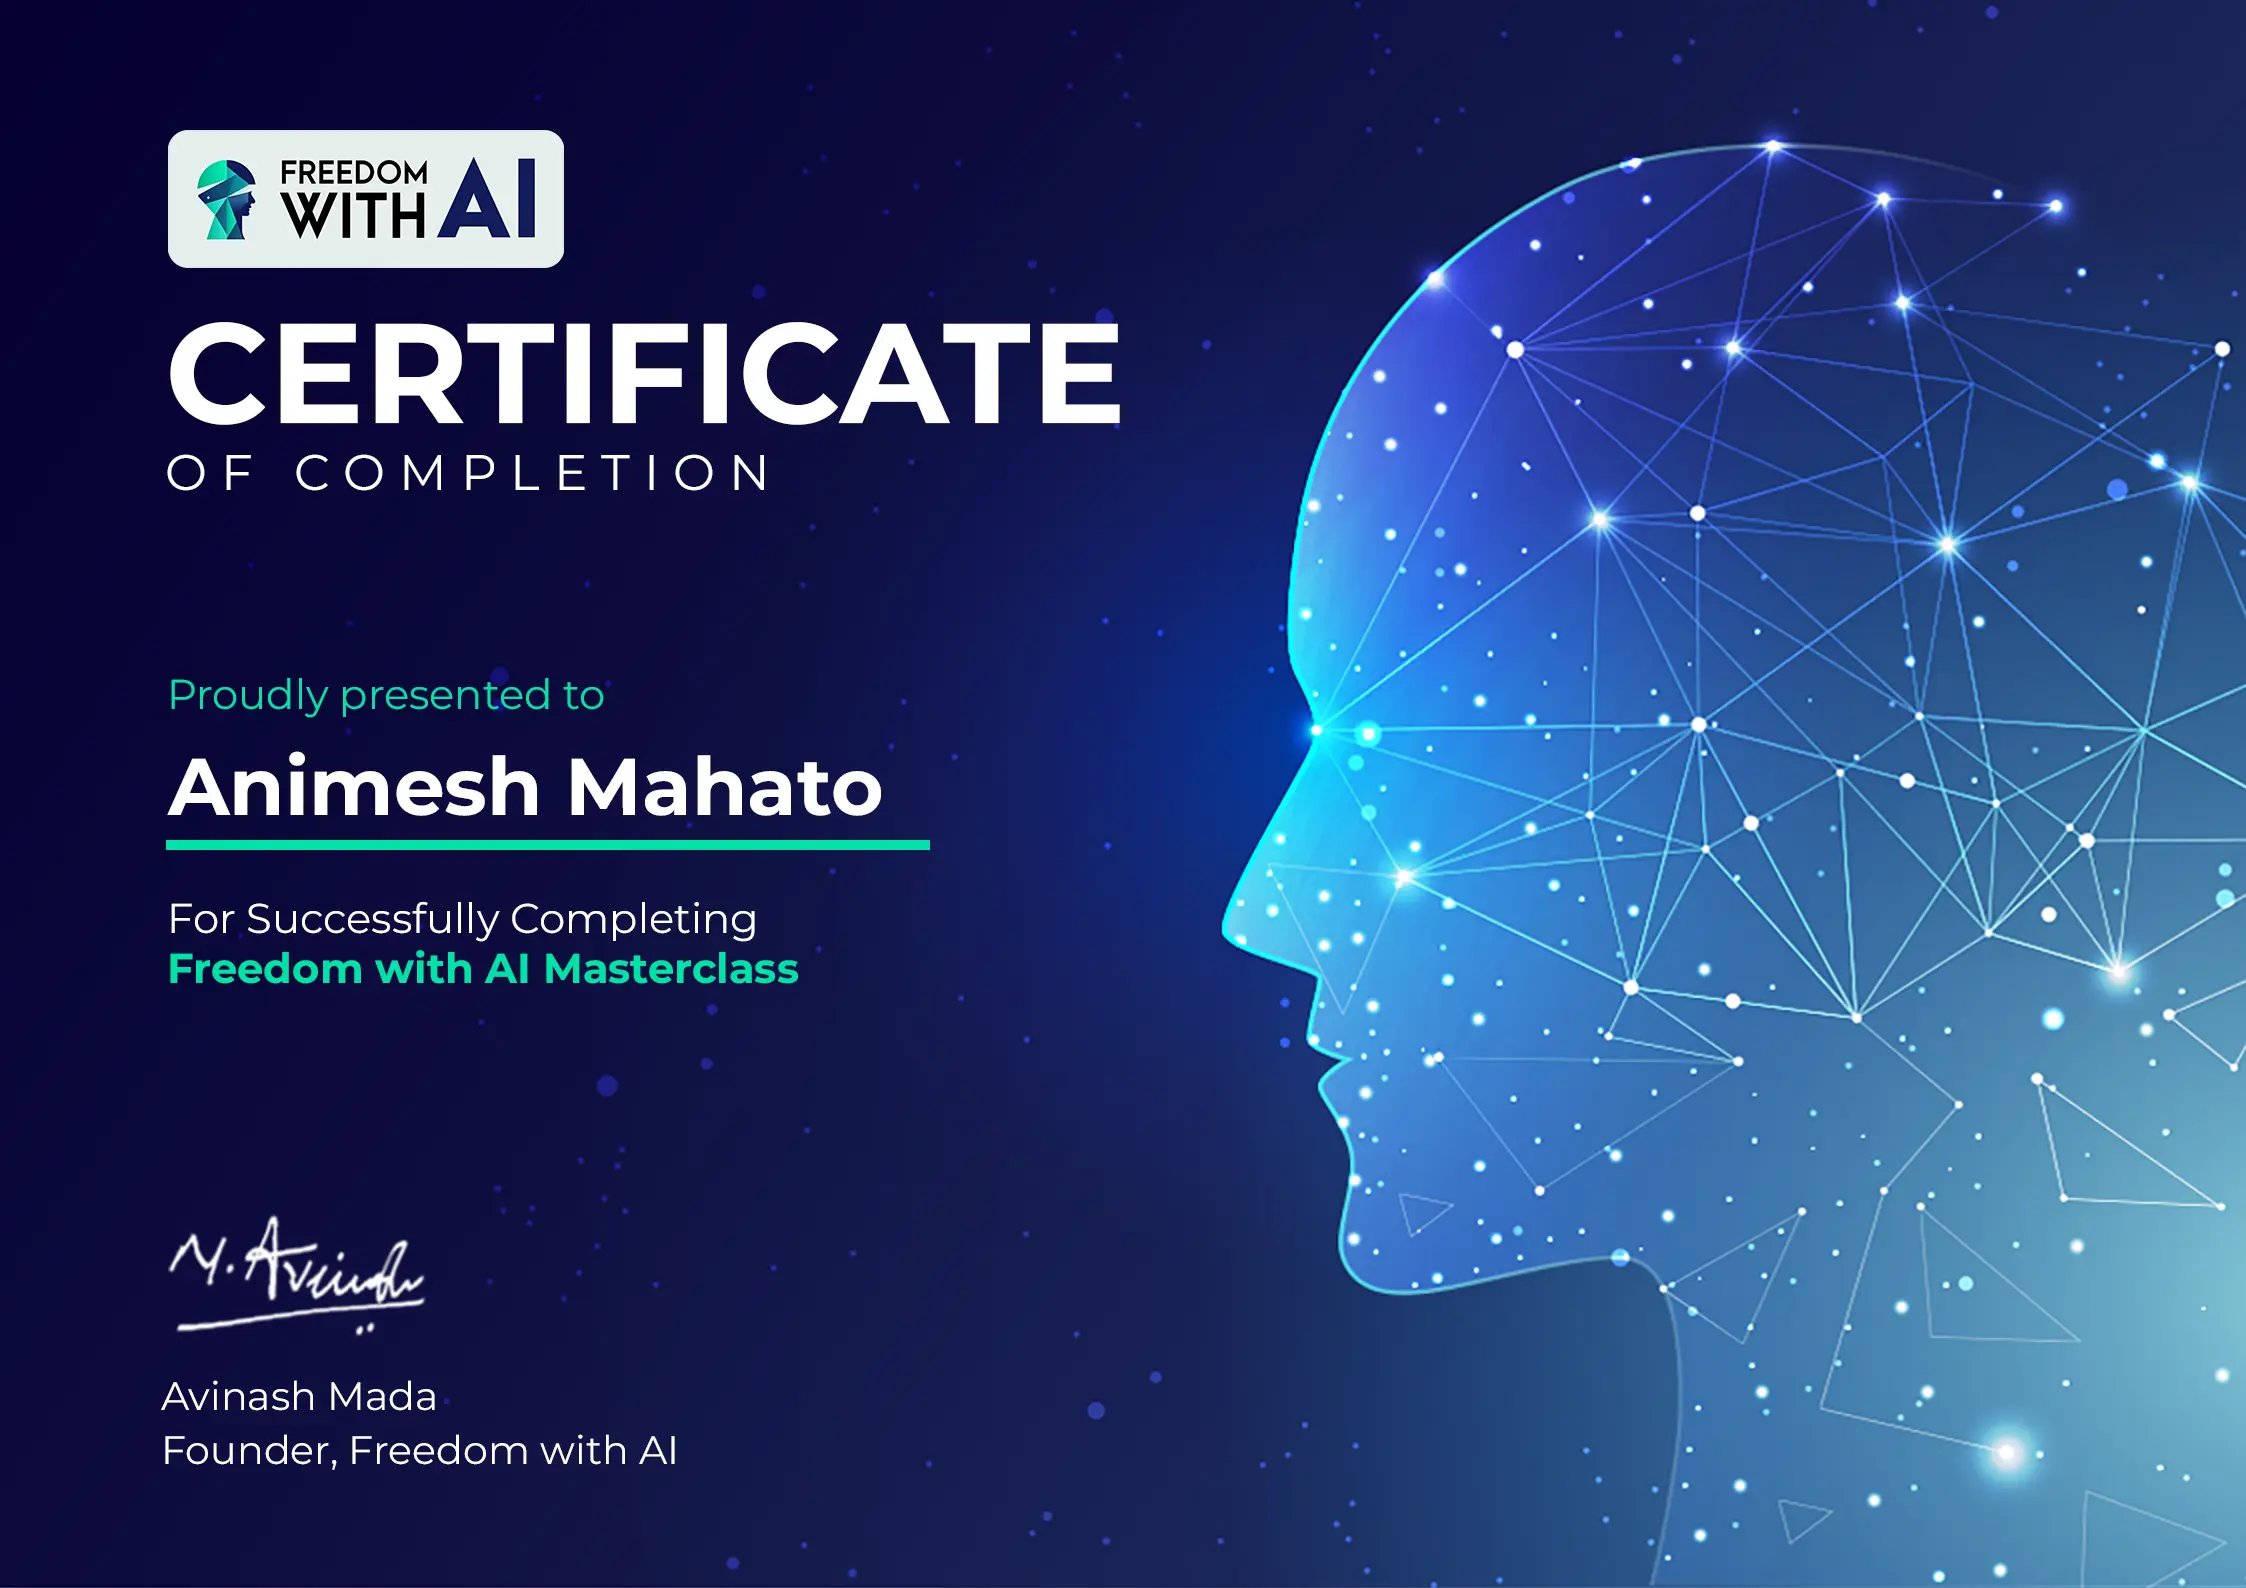 FREEDOM
WITH AI
CERTIFICATE
OF COMPLETION
Proudly presented to
Animesh Mahato
For Successfully Completing
Freedom with AI Masterclass
M. Avinash
Avinash Mada
Founder, Freedom with AI